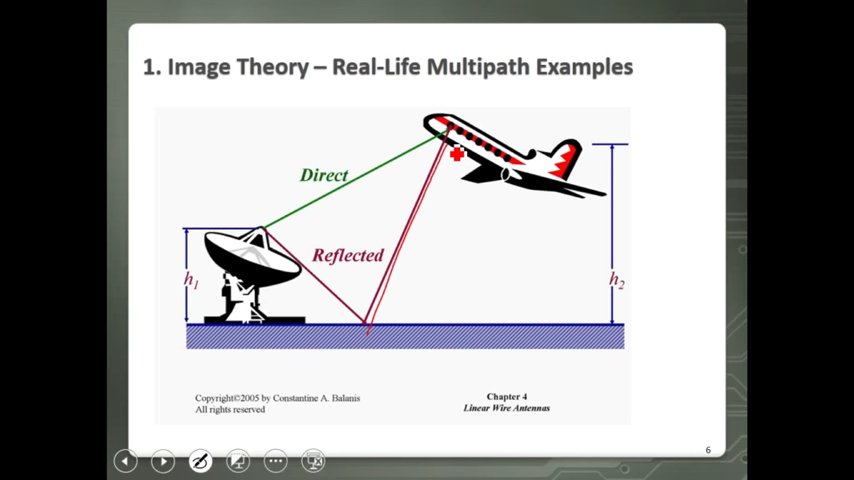 1. Image Theory – Real-Life Multipath Examples
Direct
Reflected
h1
h2
Copyright©2005 by Constantine A. Balanis
All rights reserved
Chapter 4
Linear Wire Antennas
6